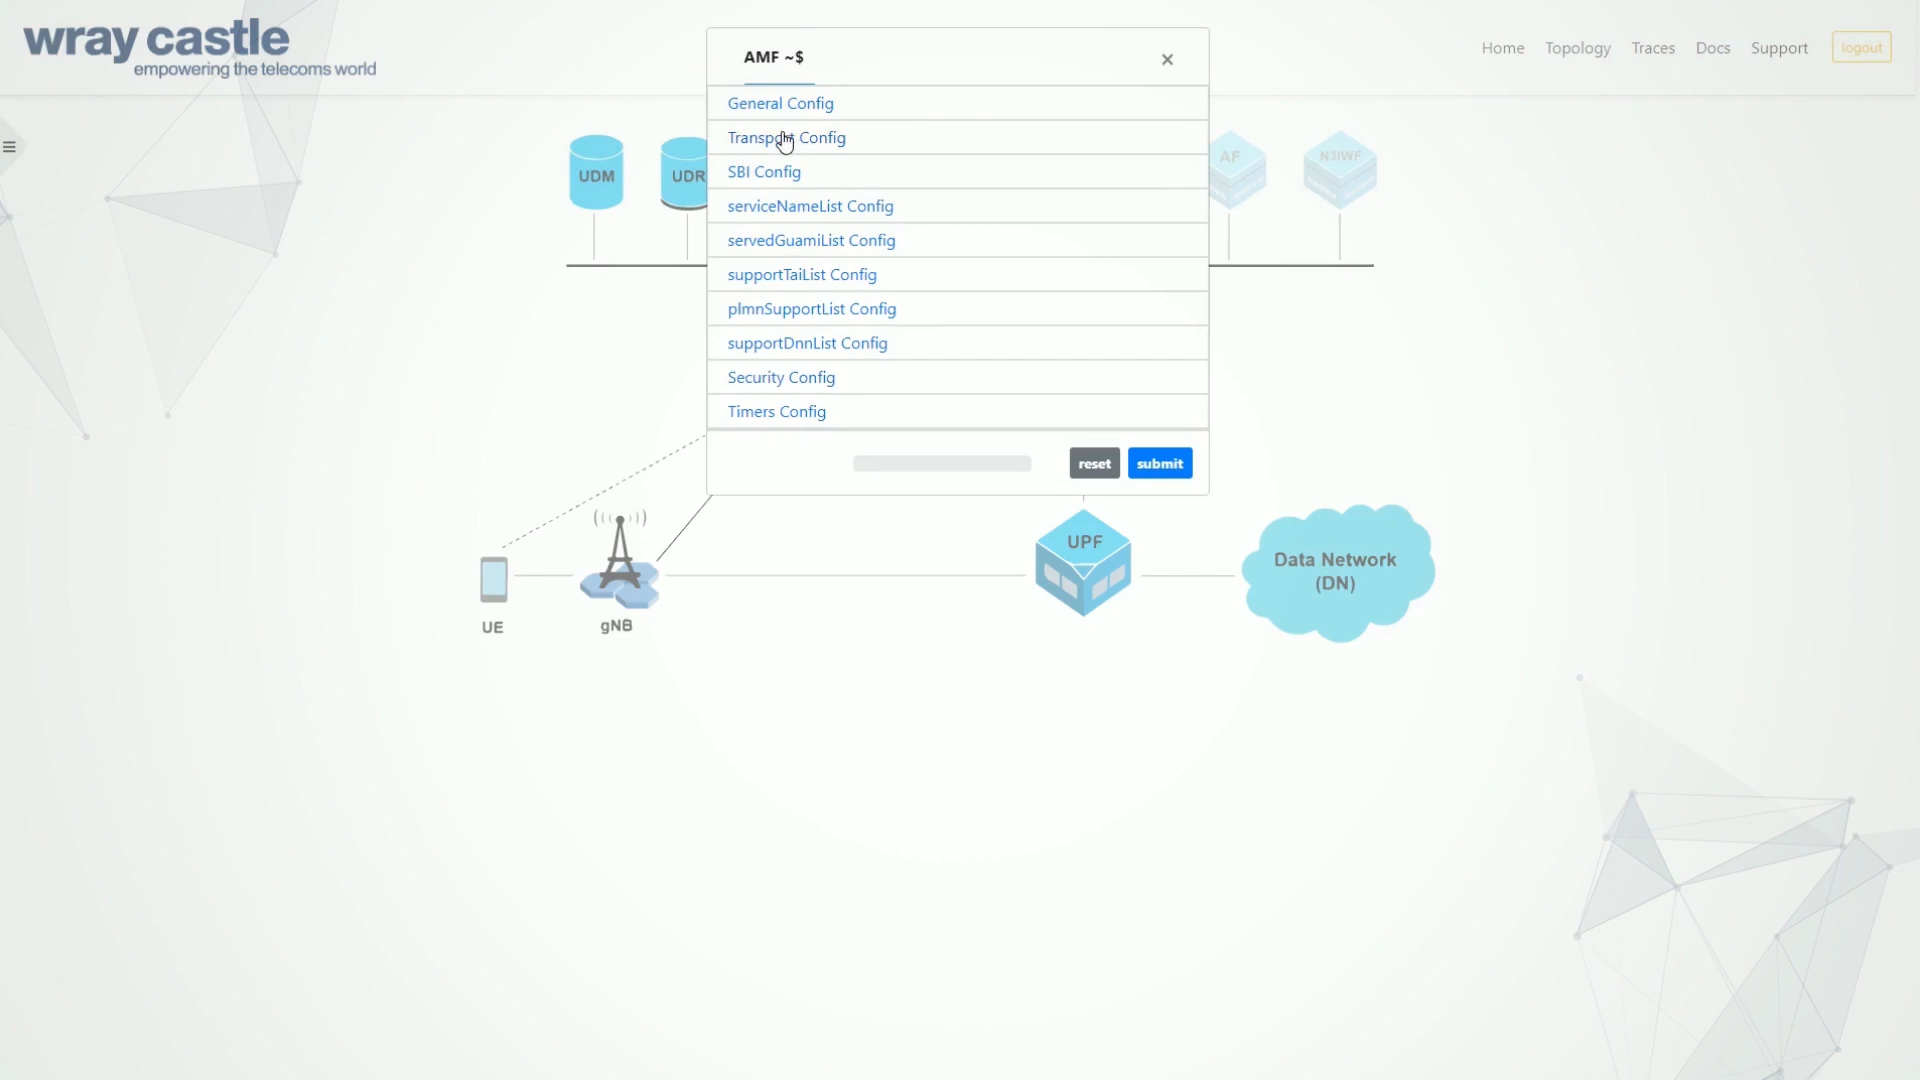 wray castle
empowering the telecoms world
Home
Topology
Traces
Docs
Support
logout
AMF ~$
×
General Config
Transport Config
SBI Config
serviceNameList Config
servedGuamiList Config
supportTaiList Config
plmnSupportList Config
supportDnnList Config
Security Config
Timers Config
reset
submit
UDM
UDR
AF
N3IWF
UE
gNB
UPF
Data Network
(DN)